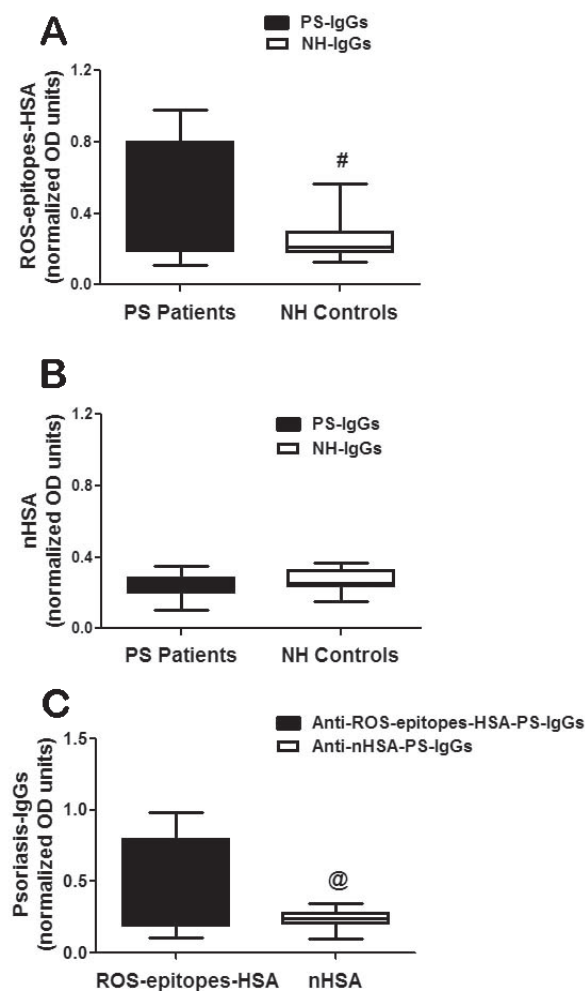 A
PS-IgGs
NH-IgGs
ROS-epitopes-HSA
(normalized OD units)
1.2
0.8
0.4
0.0
#
PS Patients NH Controls
B
PS-IgGs
NH-IgGs
nHSA
(normalized OD units)
1.2
0.8
0.4
0.0
PS Patients NH Controls
C
Anti-ROS-epitopes-HSA-PS-IgGs
Anti-nHSA-PS-IgGs
Psoriasis-IgGs
(normalized OD units)
1.5
1.0
0.5
0.0
@
ROS-epitopes-HSA nHSA